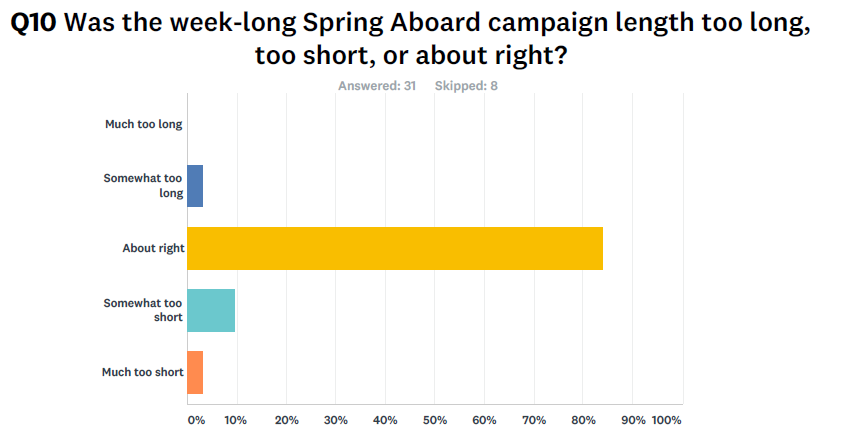 Q10 Was the week-long Spring Aboard campaign length too long,
too short, or about right?
Answered: 31 Skipped: 8
Much too long
Somewhat too
long
About right
Somewhat too
short
Much too short
0% 10% 20% 30% 40% 50% 60% 70% 80% 90% 100%